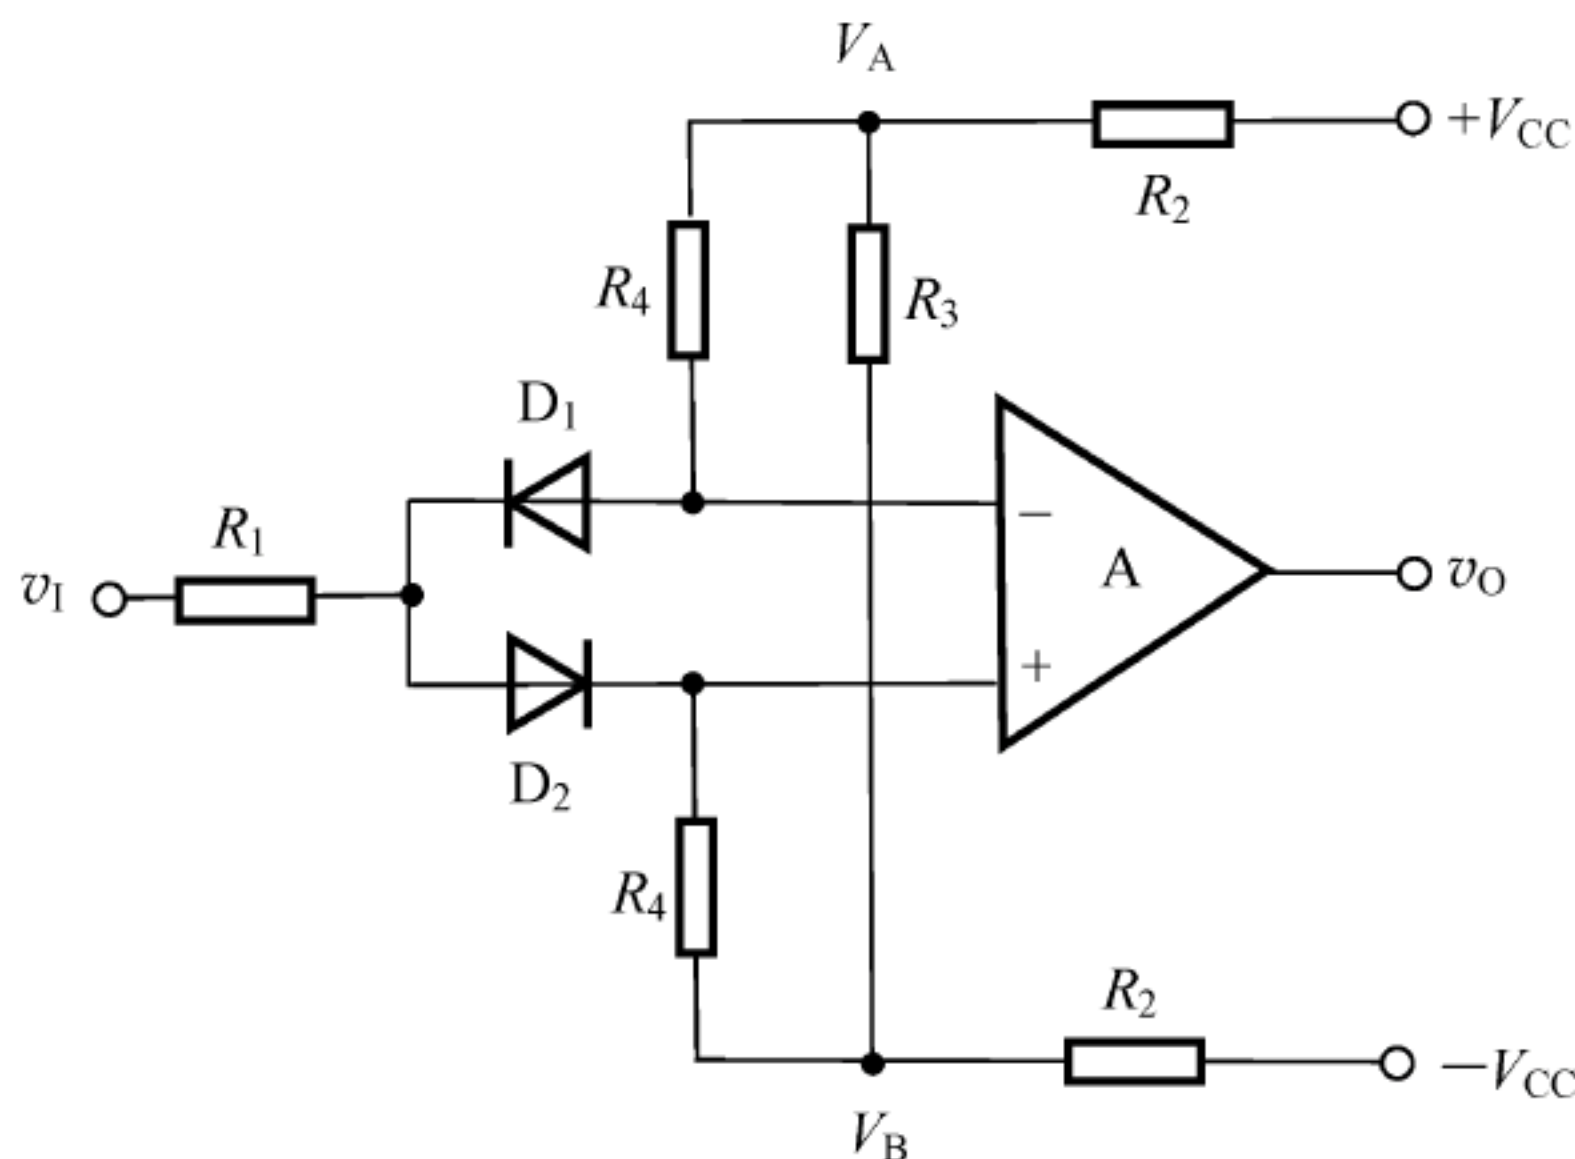 V_A
+V_CC
R_2
R_4
R_3
D_1
R_1
−
v_I
A
v_O
+
D_2
R_4
R_2
−V_CC
V_B